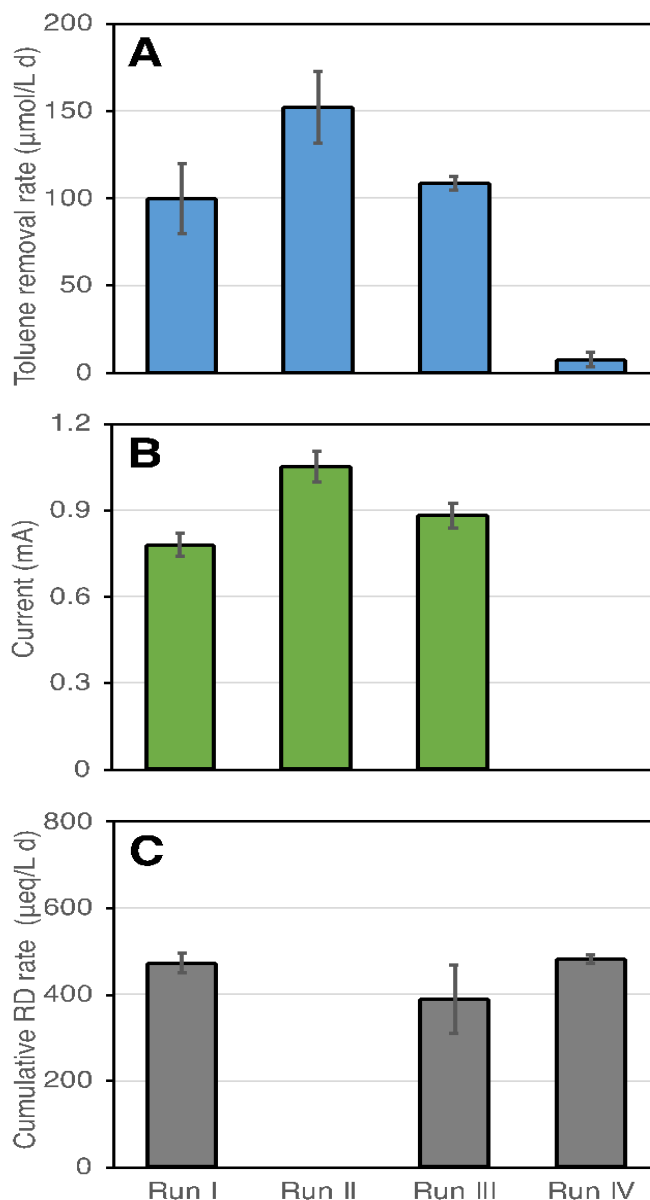 A
Toluene removal rate (µmol/L d)
200
150
100
50
0
B
Current (mA)
1.2
0.9
0.6
0.3
0
C
Cumulative RD rate (µeq/L d)
800
600
400
200
0
Run I Run II Run III Run IV